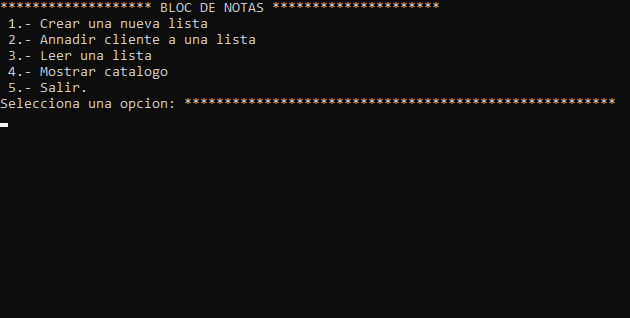 ******************* BLOC DE NOTAS *********************
1.- Crear una nueva lista
2.- Annadir cliente a una lista
3.- Leer una lista
4.- Mostrar catalogo
5.- Salir.
Selecciona una opcion: ******************************************************